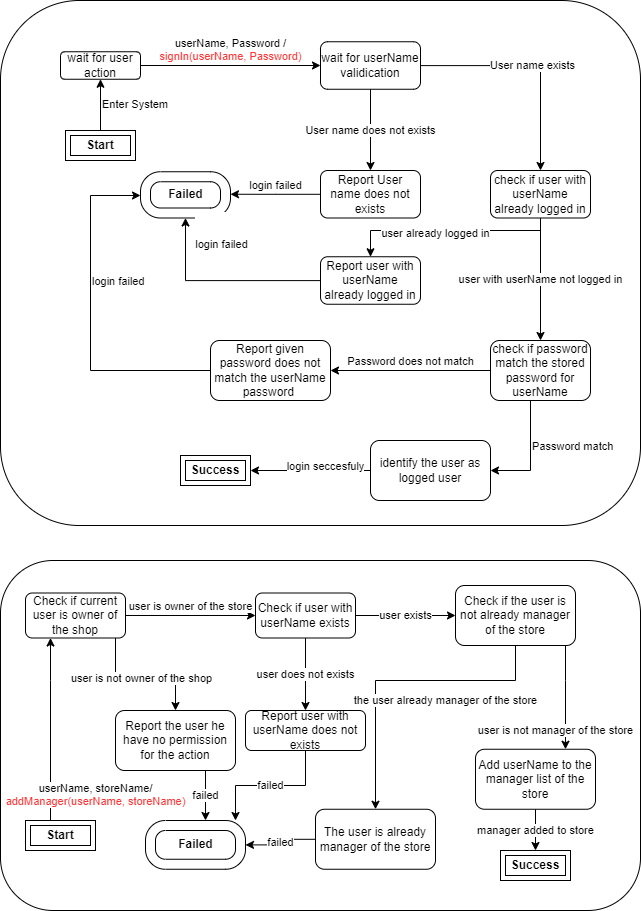 userName, Password /
signIn(userName, Password)
wait for user
action
wait for userName
validication
User name exists
Enter System
Start
User name does not exists
Failed
login failed
Report User
name does not
exists
check if user with
userName
already logged in
user already logged in
login failed
Report user with
userName
already logged in
login failed
user with userName not logged in
Report given
password does not
match the userName
password
Password does not match
check if password
match the stored
password for
userName
Password match
Success
login seccesfuly
identify the user as
logged user
Check if current
user is owner of
the shop
user is owner of the store
Check if user with
userName exists
user exists
Check if the user is
not already manager
of the store
user is not owner of the shop
user does not exists
the user already manager of the store
user is not manager of the store
Report the user he
have no permission
for the action
Report user with
userName does not
exists
Add userName to the
manager list of the
store
userName, storeName/
addManager(userName, storeName)
failed
failed
Start
Failed
failed
The user is already
manager of the store
manager added to store
Success